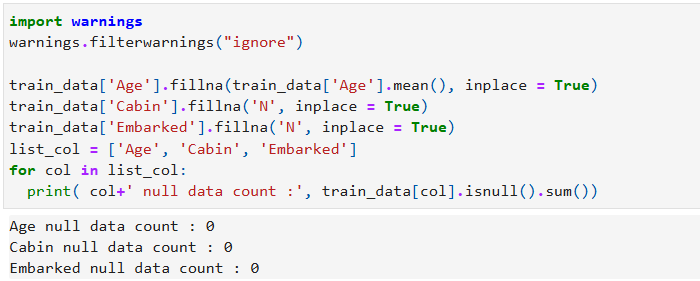 import warnings
warnings.filterwarnings("ignore")
train_data['Age'].fillna(train_data['Age'].mean(), inplace = True)
train_data['Cabin'].fillna('N', inplace = True)
train_data['Embarked'].fillna('N', inplace = True)
list_col = ['Age', 'Cabin', 'Embarked']
for col in list_col:
  print( col+' null data count :', train_data[col].isnull().sum())
Age null data count : 0
Cabin null data count : 0
Embarked null data count : 0